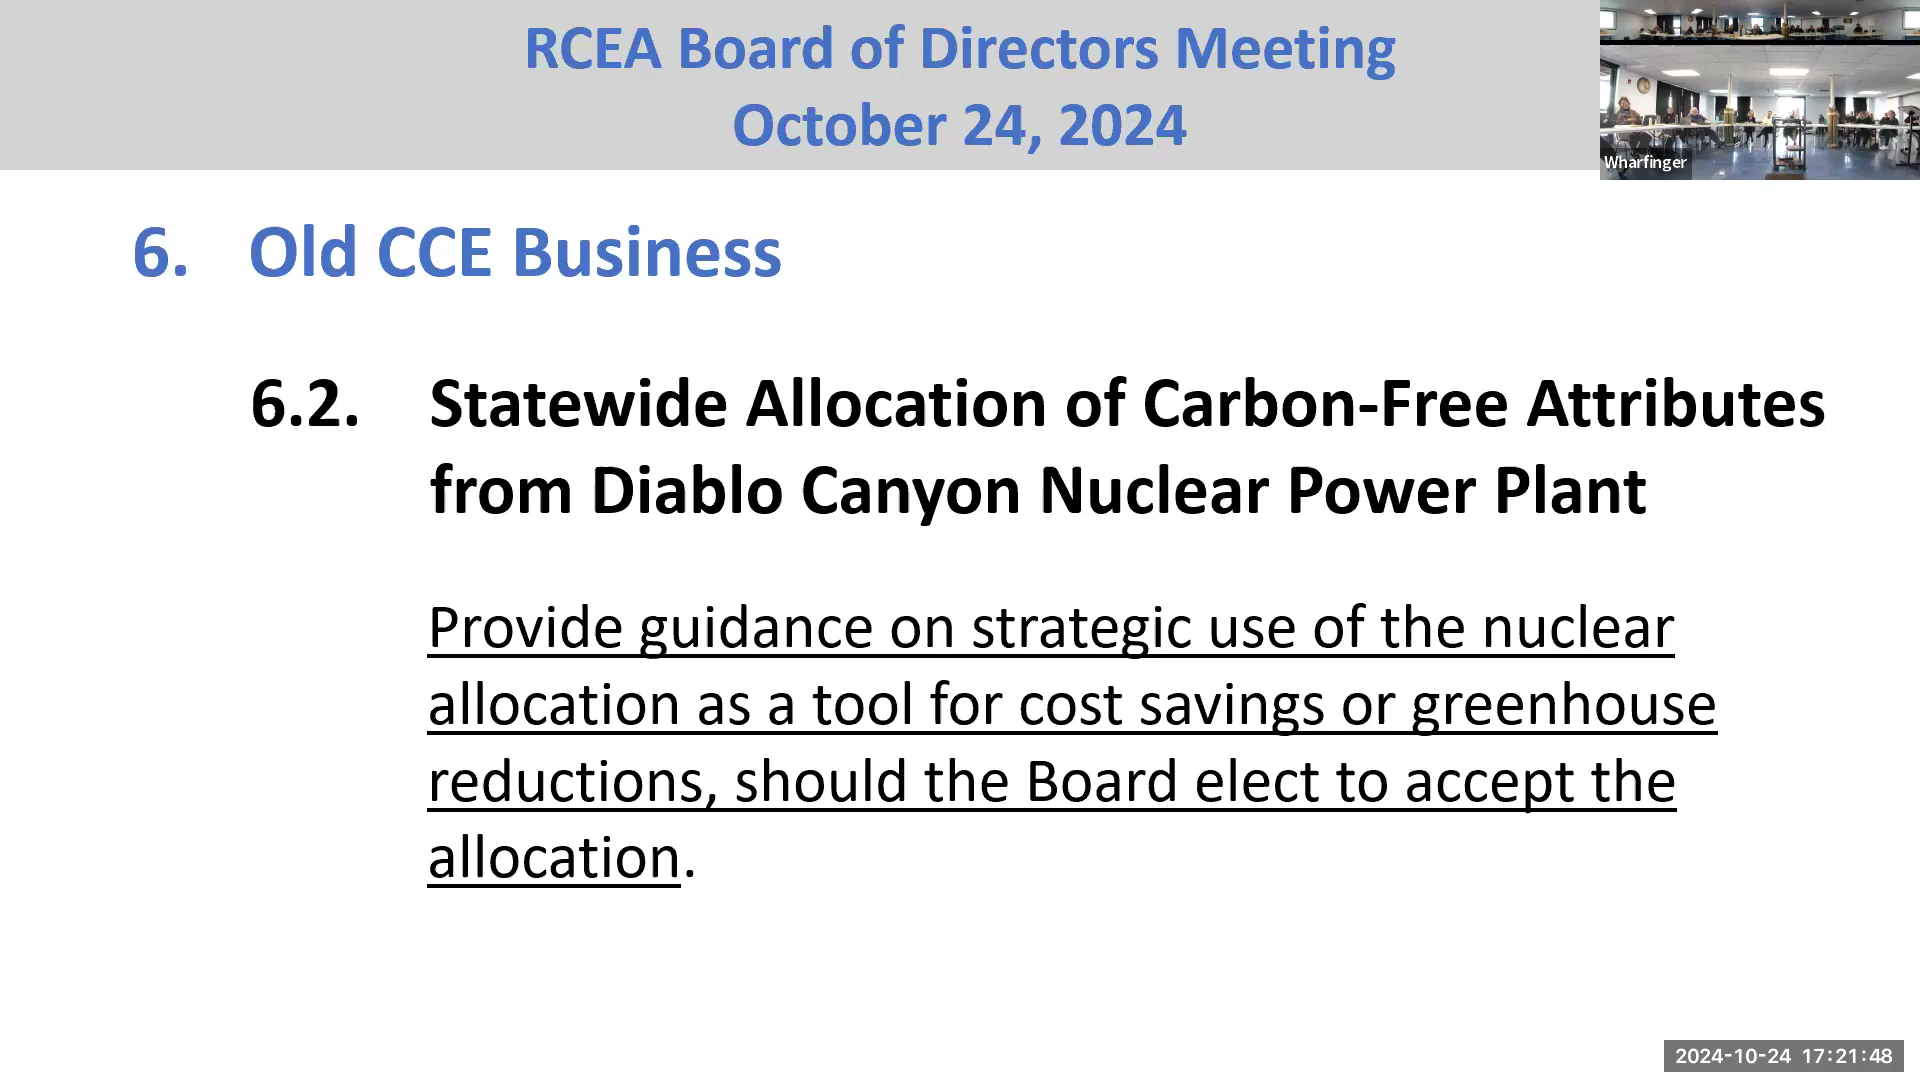 RCEA Board of Directors Meeting
October 24, 2024
Wharfinger
6. Old CCE Business
6.2. Statewide Allocation of Carbon-Free Attributes
from Diablo Canyon Nuclear Power Plant
Provide guidance on strategic use of the nuclear
allocation as a tool for cost savings or greenhouse
reductions, should the Board elect to accept the
allocation.
2024-10-24 17:21:48